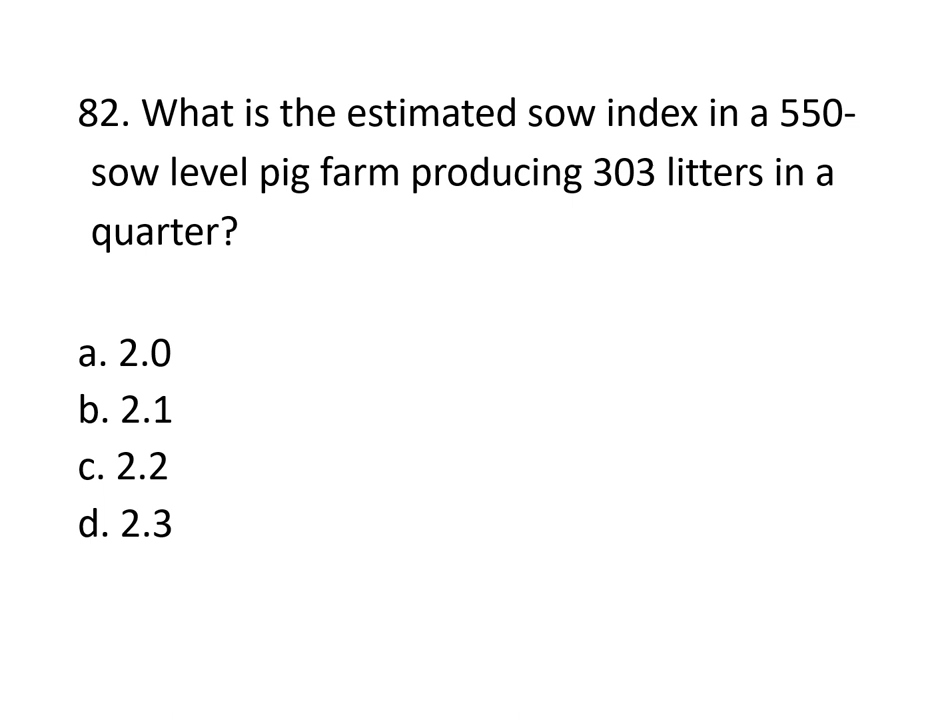 82. What is the estimated sow index in a 550-
sow level pig farm producing 303 litters in a
quarter?
a. 2.0
b. 2.1
c. 2.2
d. 2.3